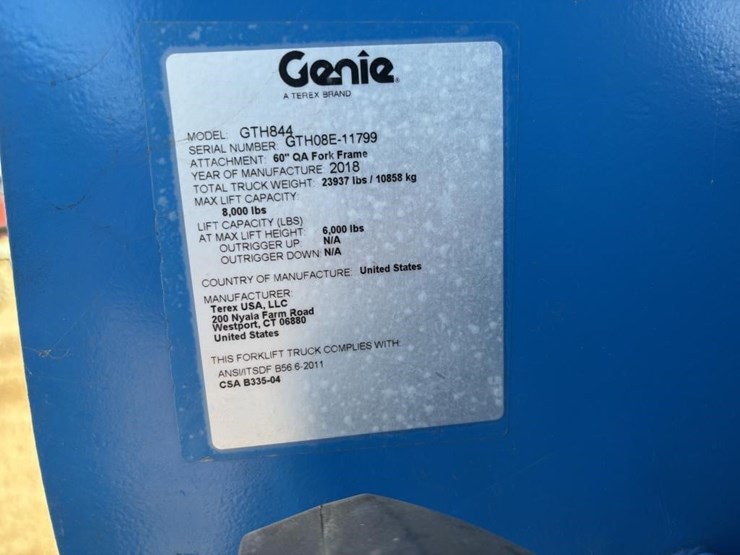 Genie
A TEREX BRAND
MODEL: GTH844
SERIAL NUMBER: GTH08E-11799
ATTACHMENT: 60" QA Fork Frame
YEAR OF MANUFACTURE: 2018
TOTAL TRUCK WEIGHT: 23937 lbs / 10858 kg
MAX LIFT CAPACITY:
8,000 lbs
LIFT CAPACITY (LBS)
AT MAX LIFT HEIGHT: 6,000 lbs
OUTRIGGER UP: N/A
OUTRIGGER DOWN: N/A
COUNTRY OF MANUFACTURE: United States
MANUFACTURER:
Terex USA, LLC
200 Nyala Farm Road
Westport, CT 06880
United States
THIS FORKLIFT TRUCK COMPLIES WITH:
ANSI/ITSDF B56.6-2011
CSA B335-04